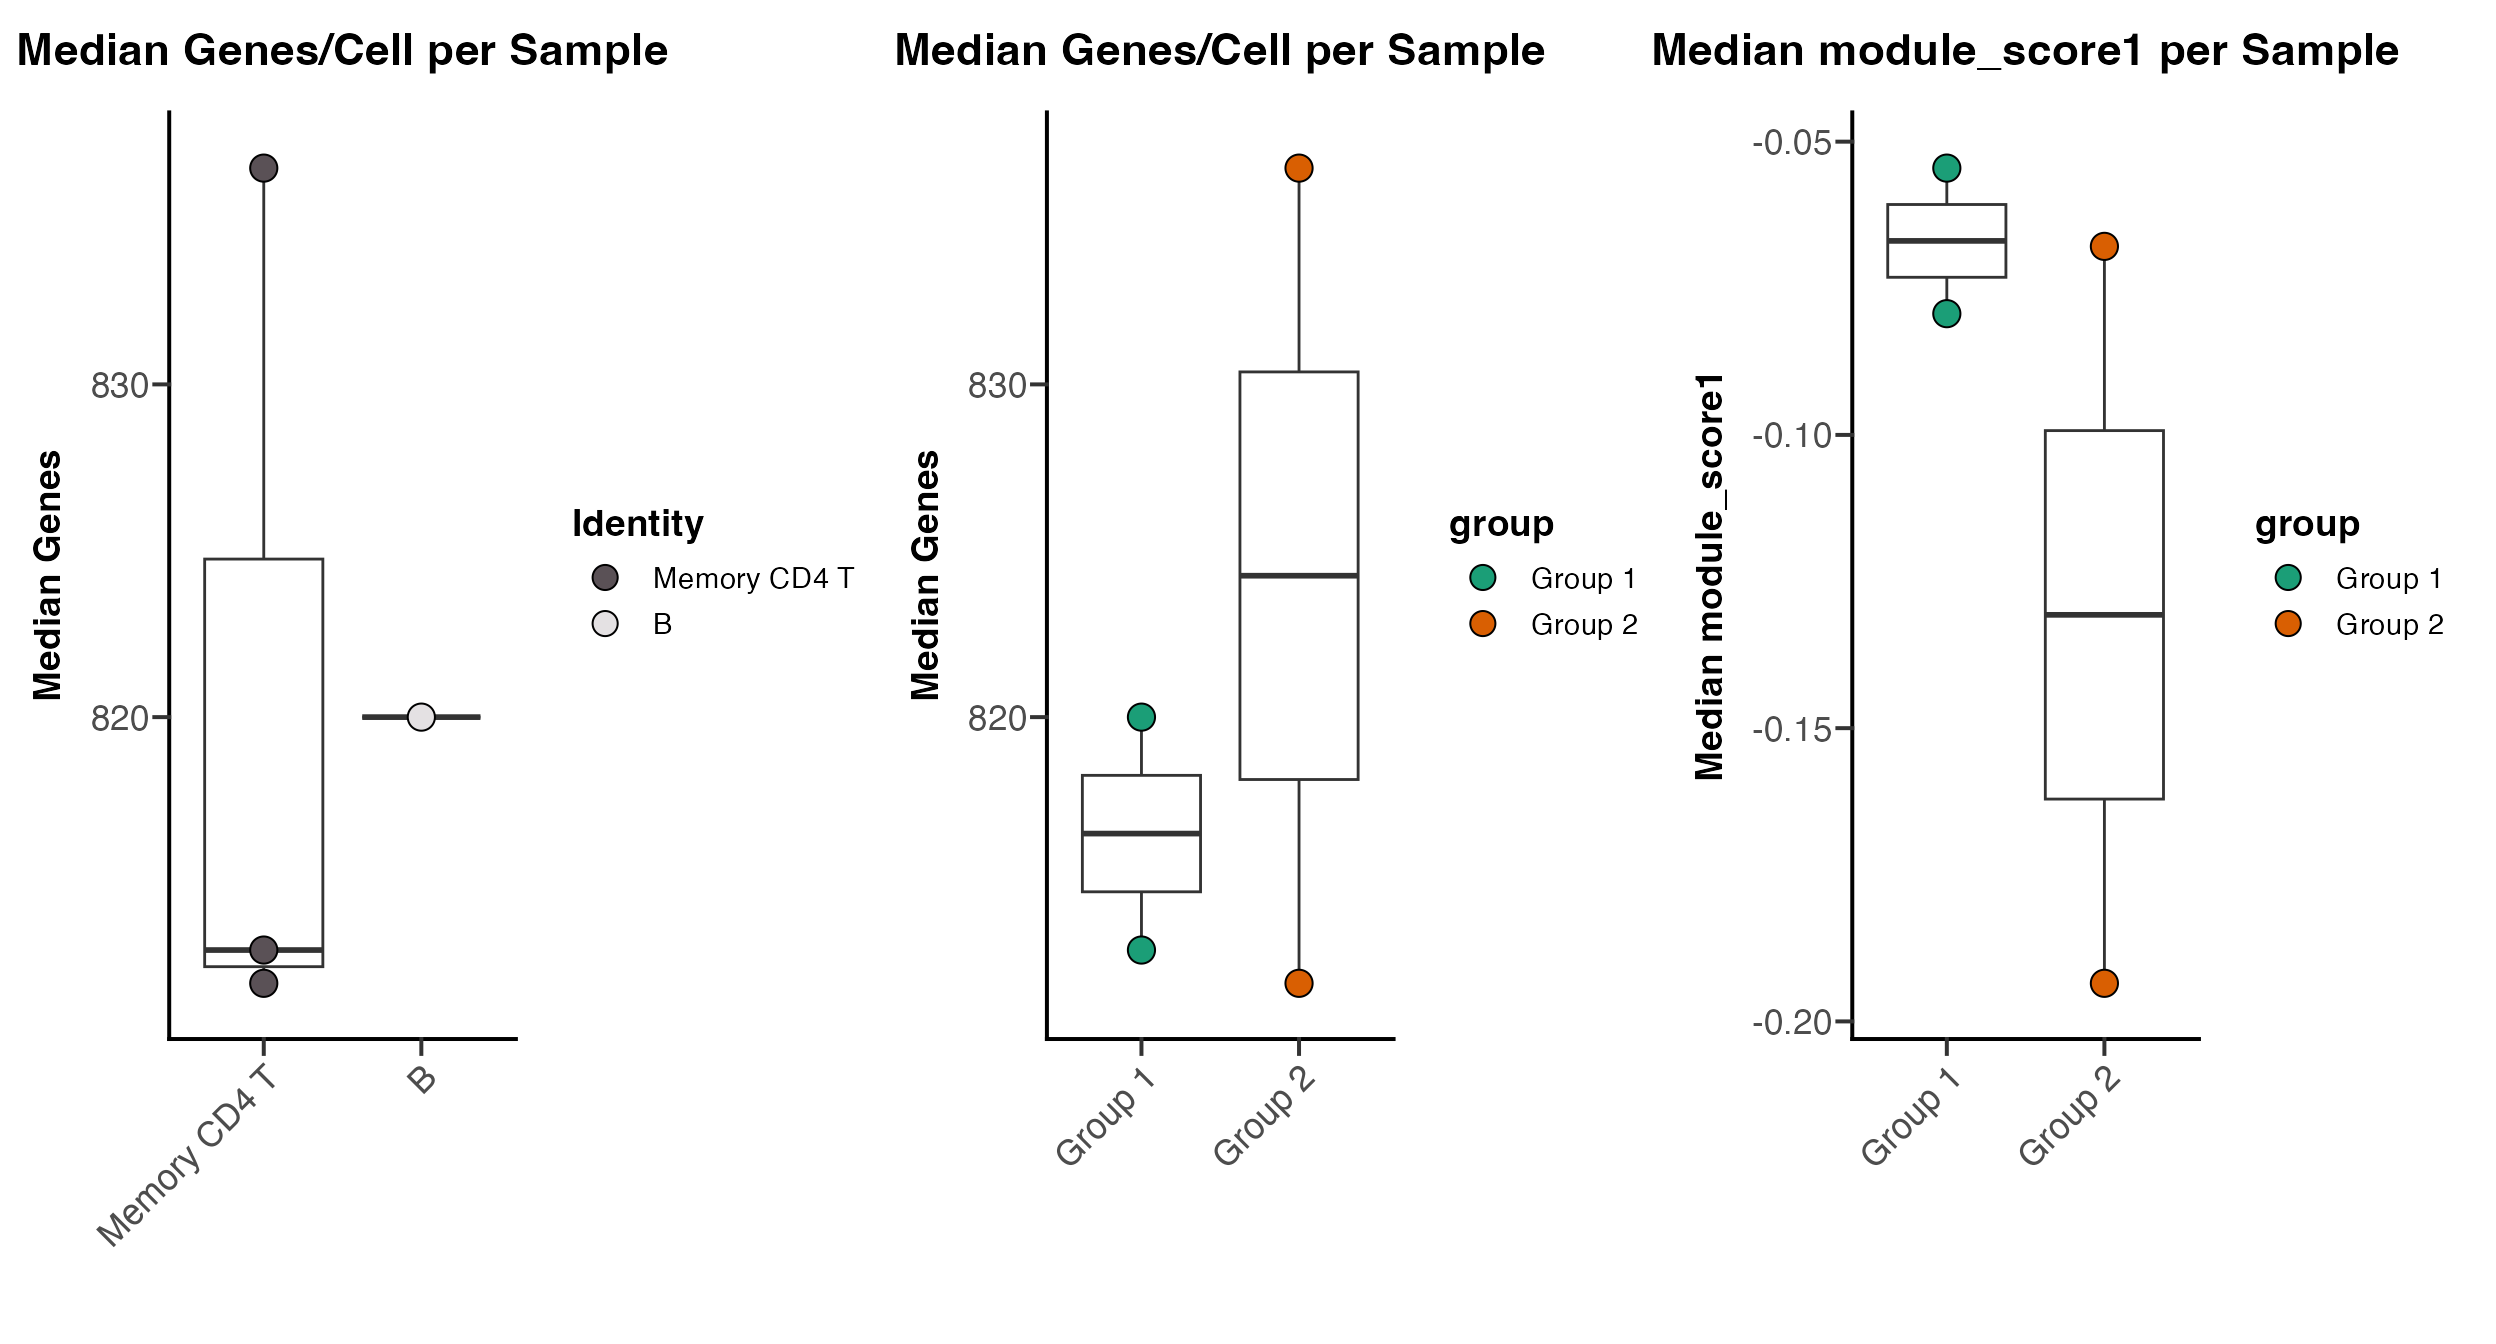 Median Genes/Cell per Sample
Median Genes
830
820
Memory CD4 T
B
Identity
Memory CD4 T
B
Median Genes/Cell per Sample
Median Genes
830
820
Group 1
Group 2
group
Group 1
Group 2
Median module_score1 per Sample
Median module_score1
-0.05
-0.10
-0.15
-0.20
Group 1
Group 2
group
Group 1
Group 2